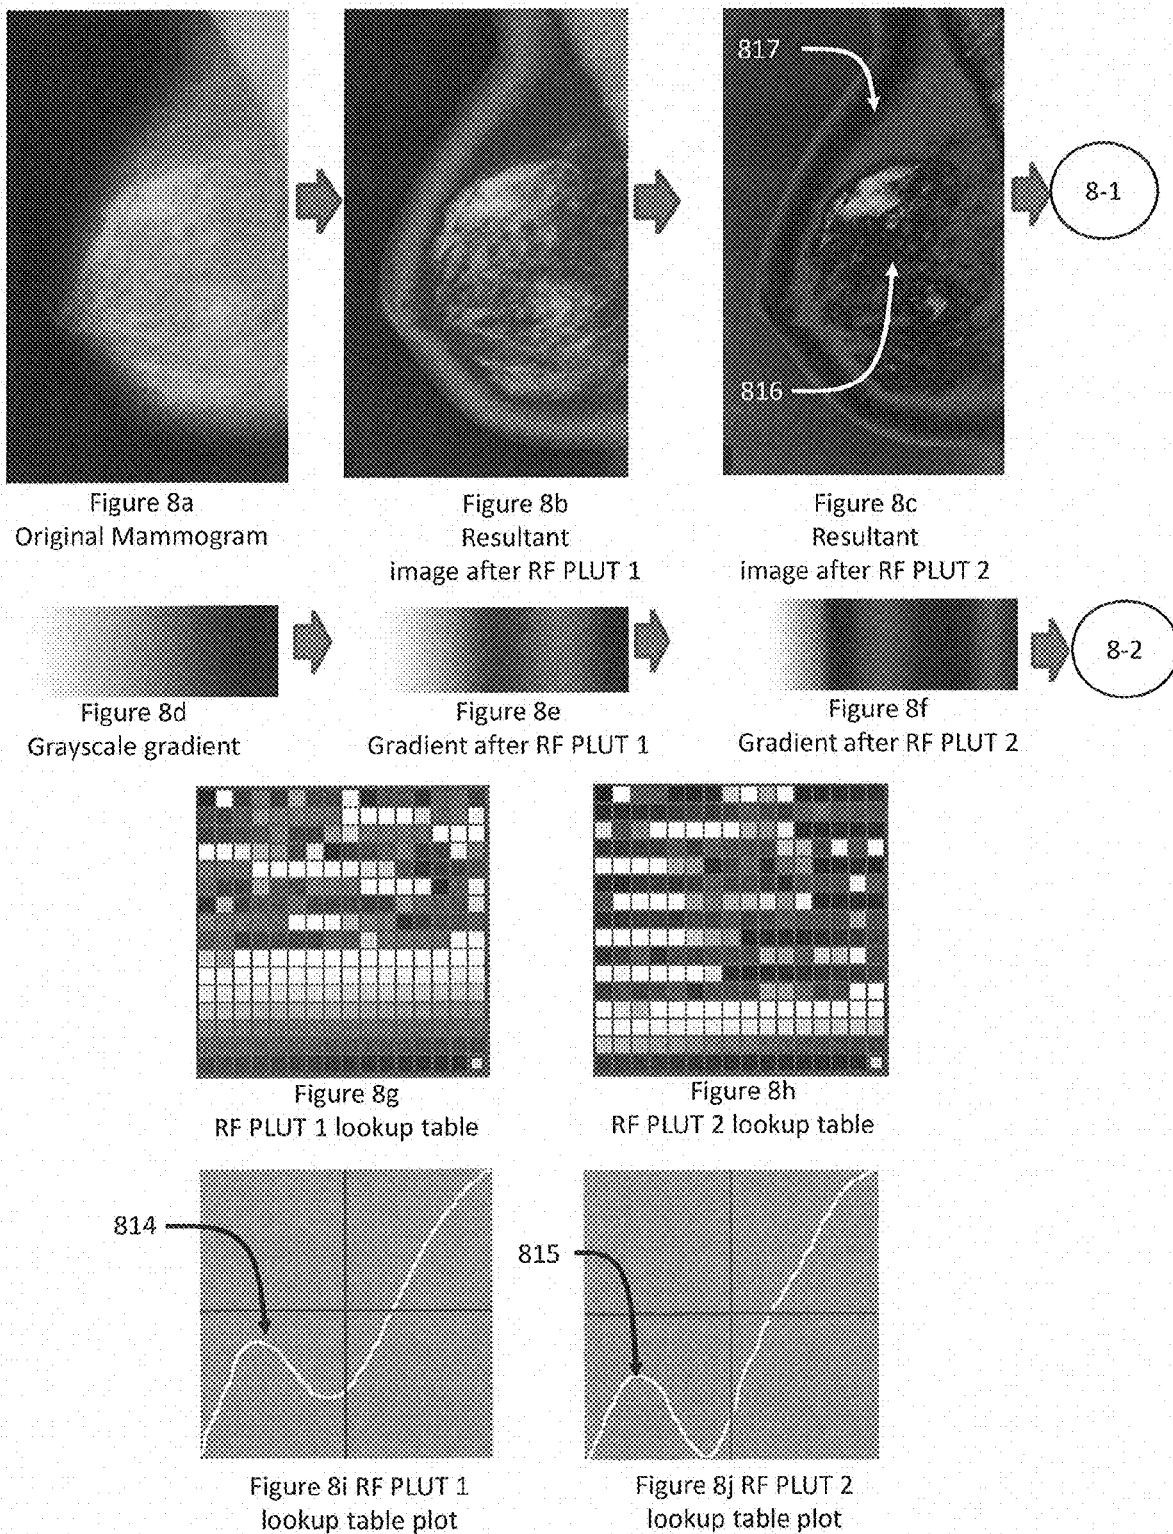 817
8-1
816
Figure 8a
Original Mammogram
Figure 8b
Resultant
image after RF PLUT 1
Figure 8c
Resultant
image after RF PLUT 2
8-2
Figure 8d
Grayscale gradient
Figure 8e
Gradient after RF PLUT 1
Figure 8f
Gradient after RF PLUT 2
Figure 8g
RF PLUT 1 lookup table
Figure 8h
RF PLUT 2 lookup table
814
815
Figure 8i RF PLUT 1
lookup table plot
Figure 8j RF PLUT 2
lookup table plot